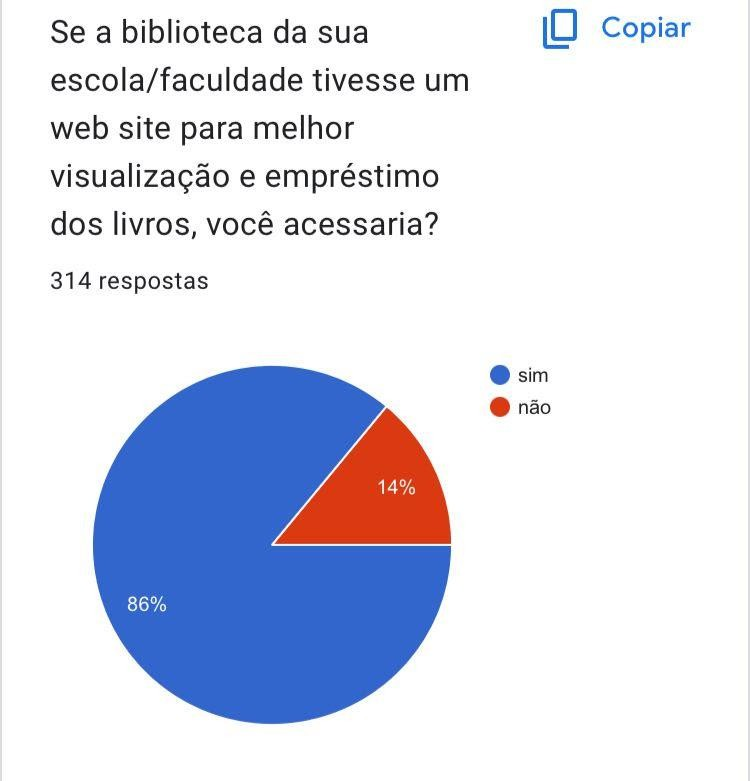 Se a biblioteca da sua
escola/faculdade tivesse um
web site para melhor
visualização e empréstimo
dos livros, você acessaria?
Copiar
314 respostas
sim
não
14%
86%